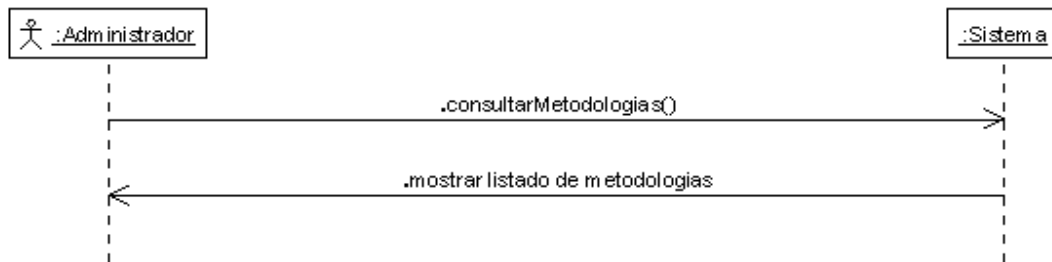 :Administrador
:Sistema
.consultarMetodologias()
.mostrar listado de metodologias